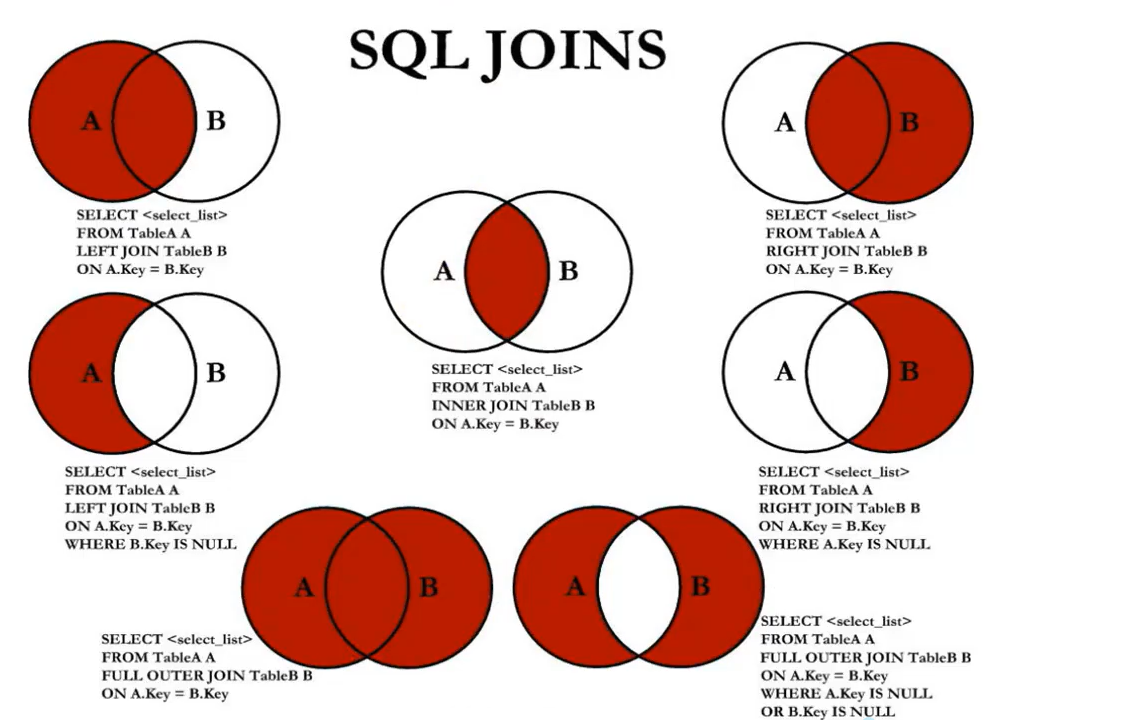 SQL JOINS
A B
SELECT <select_list>
FROM TableA A
LEFT JOIN TableB B
ON A.Key = B.Key
A B
SELECT <select_list>
FROM TableA A
RIGHT JOIN TableB B
ON A.Key = B.Key
A B
SELECT <select_list>
FROM TableA A
INNER JOIN TableB B
ON A.Key = B.Key
A B
SELECT <select_list>
FROM TableA A
LEFT JOIN TableB B
ON A.Key = B.Key
WHERE B.Key IS NULL
A B
SELECT <select_list>
FROM TableA A
RIGHT JOIN TableB B
ON A.Key = B.Key
WHERE A.Key IS NULL
A B
SELECT <select_list>
FROM TableA A
FULL OUTER JOIN TableB B
ON A.Key = B.Key
A B
SELECT <select_list>
FROM TableA A
FULL OUTER JOIN TableB B
ON A.Key = B.Key
WHERE A.Key IS NULL
OR B.Key IS NULL